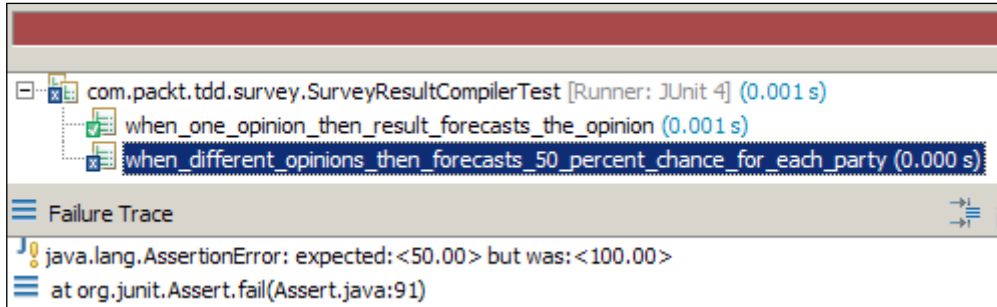 com.packt.tdd.survey.SurveyResultCompilerTest [Runner: JUnit 4] (0.001 s)
when_one_opinion_then_result_forecasts_the_opinion (0.001 s)
when_different_opinions_then_forecasts_50_percent_chance_for_each_party (0.000 s)
Failure Trace
java.lang.AssertionError: expected:<50.00> but was:<100.00>
at org.junit.Assert.fail(Assert.java:91)